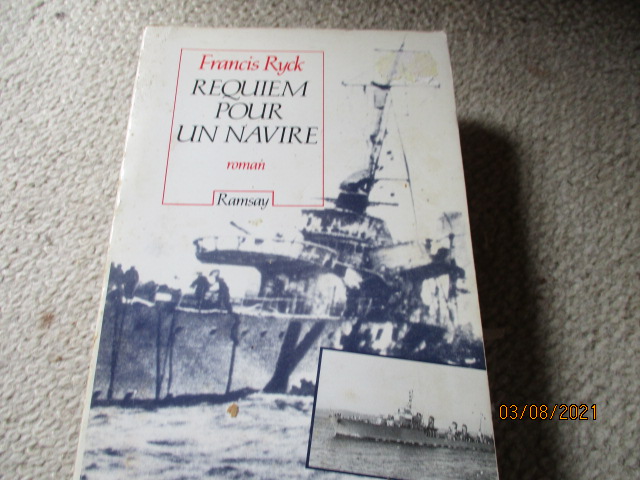 Francis Ryck
REQUIEM
POUR
UN NAVIRE
roman
Ramsay
03/08/2021